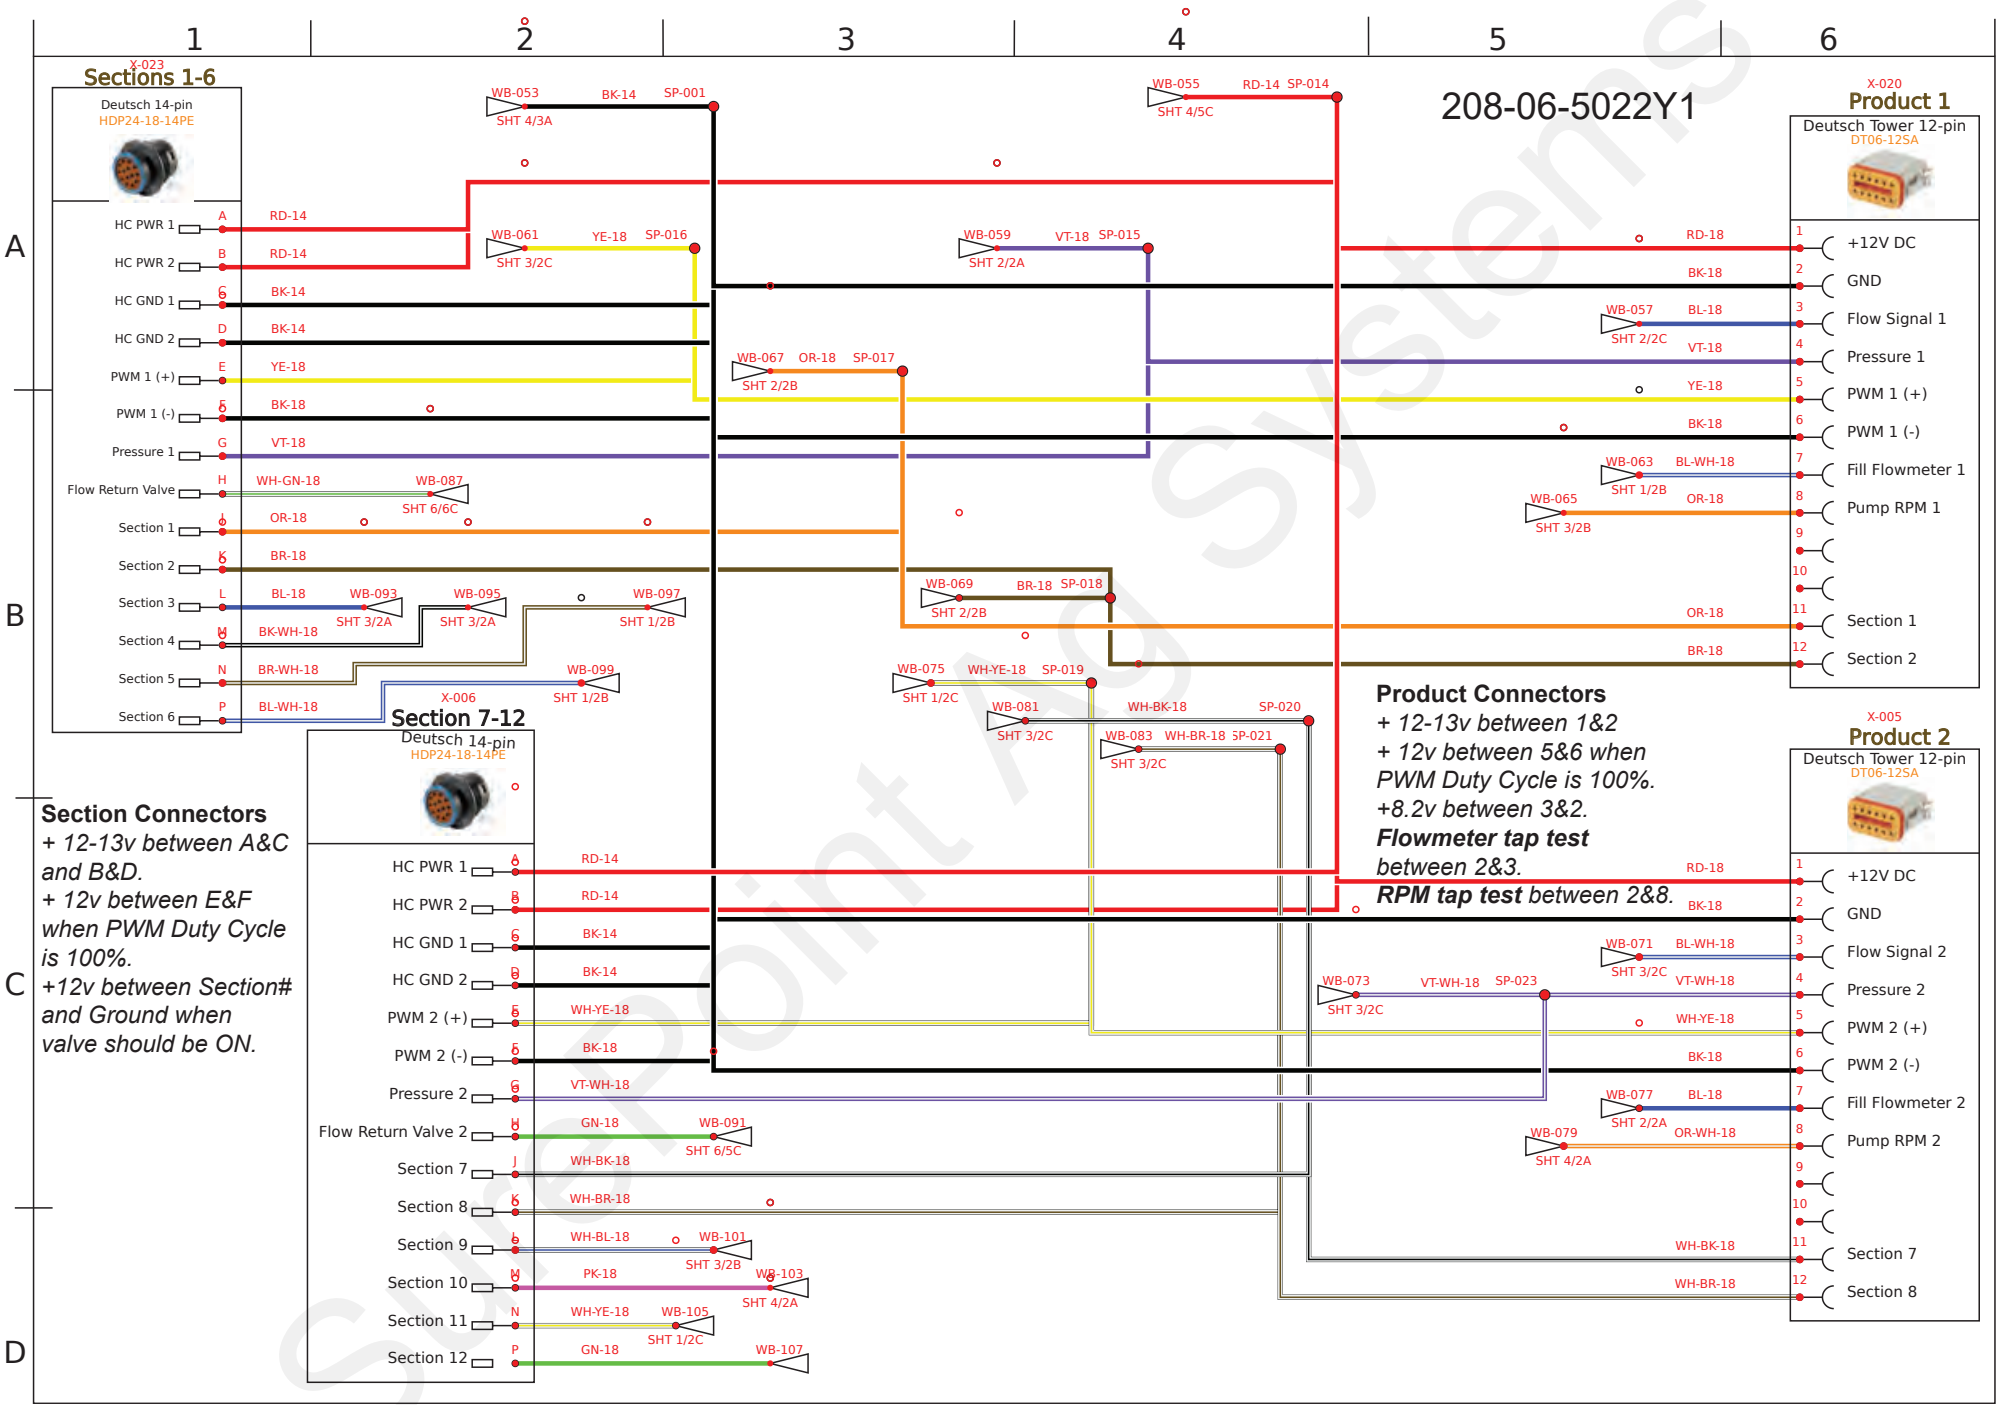 1 2 3 4 5 6
A
B
C
D
208-06-5022Y1
SurePoint Ag Systems
X-023
Sections 1-6
Deutsch 14-pin
HDP24-18-14PE
HC PWR 1 A RD-14
HC PWR 2 B RD-14
HC GND 1 C BK-14
HC GND 2 D BK-14
PWM 1 (+) E YE-18
PWM 1 (-) F BK-18
Pressure 1 G VT-18
Flow Return Valve H WH-GN-18 WB-087
SHT 6/6C
Section 1 J OR-18
Section 2 K BR-18
Section 3 L BL-18 WB-093
SHT 3/2A
WB-095
SHT 3/2A
WB-097
SHT 1/2B
Section 4 M BK-WH-18
Section 5 N BR-WH-18
WB-099
SHT 1/2B
Section 6 P BL-WH-18
WB-053 BK-14 SP-001
SHT 4/3A
WB-055 RD-14 SP-014
SHT 4/5C
WB-061 YE-18 SP-016
SHT 3/2C
WB-059 VT-18 SP-015
SHT 2/2A
WB-067 OR-18 SP-017
SHT 2/2B
WB-069 BR-18 SP-018
SHT 2/2B
WB-075 WH-YE-18 SP-019
SHT 1/2C
WB-081 WH-BK-18 SP-020
SHT 3/2C
WB-083 WH-BR-18 SP-021
SHT 3/2C
X-020
Product 1
Deutsch Tower 12-pin
DT06-12SA
RD-18 1 +12V DC
BK-18 2 GND
WB-057 BL-18 3 Flow Signal 1
SHT 2/2C
VT-18 4 Pressure 1
YE-18 5 PWM 1 (+)
BK-18 6 PWM 1 (-)
WB-063 BL-WH-18 7 Fill Flowmeter 1
SHT 1/2B
WB-065 OR-18 8 Pump RPM 1
SHT 3/2B
9
10
OR-18 11 Section 1
BR-18 12 Section 2
Product Connectors
+ 12-13v between 1&2
+ 12v between 5&6 when
PWM Duty Cycle is 100%.
+8.2v between 3&2.
Flowmeter tap test
between 2&3.
RPM tap test between 2&8.
Section Connectors
+ 12-13v between A&C
and B&D.
+ 12v between E&F
when PWM Duty Cycle
is 100%.
+12v between Section#
and Ground when
valve should be ON.
X-006
Section 7-12
Deutsch 14-pin
HDP24-18-14PE
HC PWR 1 A RD-14
HC PWR 2 B RD-14
HC GND 1 C BK-14
HC GND 2 D BK-14
PWM 2 (+) E WH-YE-18
PWM 2 (-) F BK-18
Pressure 2 G VT-WH-18
Flow Return Valve 2 H GN-18 WB-091
SHT 6/5C
Section 7 J WH-BK-18
Section 8 K WH-BR-18
Section 9 L WH-BL-18 WB-101
SHT 3/2B
Section 10 M PK-18 WB-103
SHT 4/2A
Section 11 N WH-YE-18 WB-105
SHT 1/2C
Section 12 P GN-18 WB-107
X-005
Product 2
Deutsch Tower 12-pin
DT06-12SA
RD-18 1 +12V DC
BK-18 2 GND
WB-071 BL-WH-18 3 Flow Signal 2
SHT 3/2C
WB-073 VT-WH-18 SP-023 VT-WH-18 4 Pressure 2
SHT 3/2C
WH-YE-18 5 PWM 2 (+)
BK-18 6 PWM 2 (-)
WB-077 BL-18 7 Fill Flowmeter 2
SHT 2/2A
WB-079 OR-WH-18 8 Pump RPM 2
SHT 4/2A
9
10
WH-BK-18 11 Section 7
WH-BR-18 12 Section 8